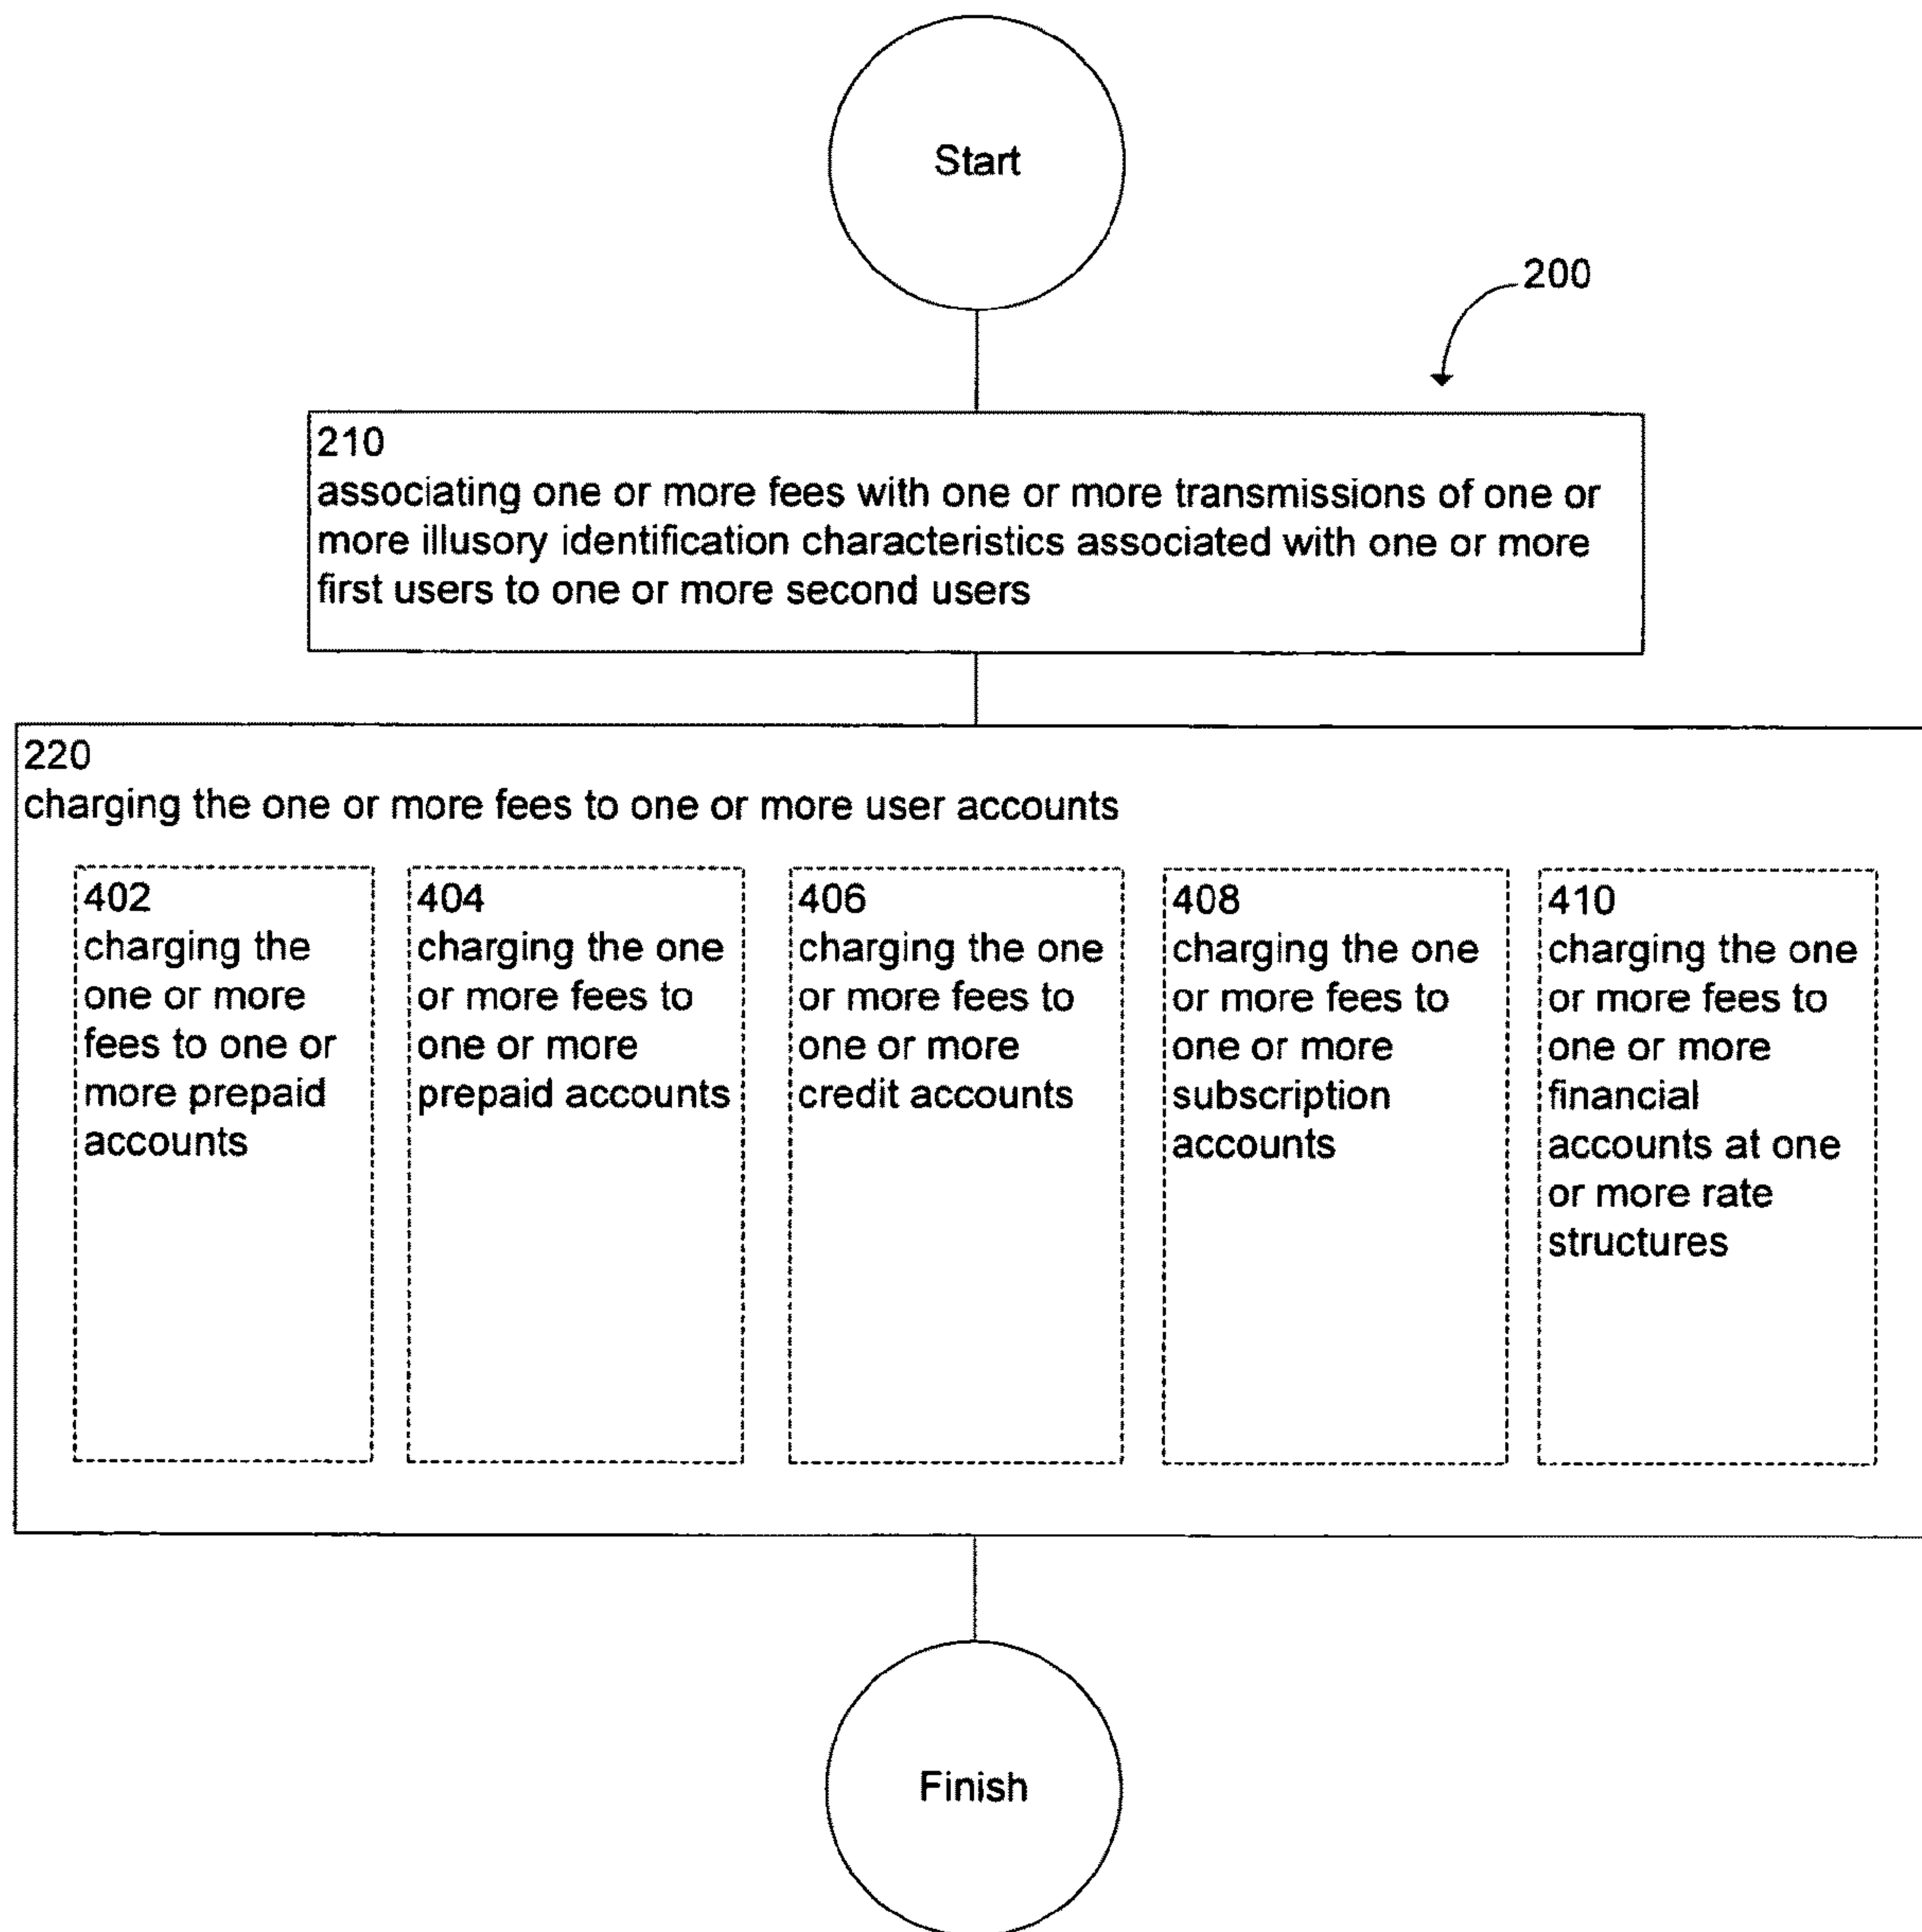 Start
200
210
associating one or more fees with one or more transmissions of one or
more illusory identification characteristics associated with one or more
first users to one or more second users
220
charging the one or more fees to one or more user accounts
402
charging the
one or more
fees to one or
more prepaid
accounts
404
charging the one
or more fees to
one or more
prepaid accounts
406
charging the one
or more fees to
one or more
credit accounts
408
charging the one
or more fees to
one or more
subscription
accounts
410
charging the one
or more fees to
one or more
financial
accounts at one
or more rate
structures
Finish